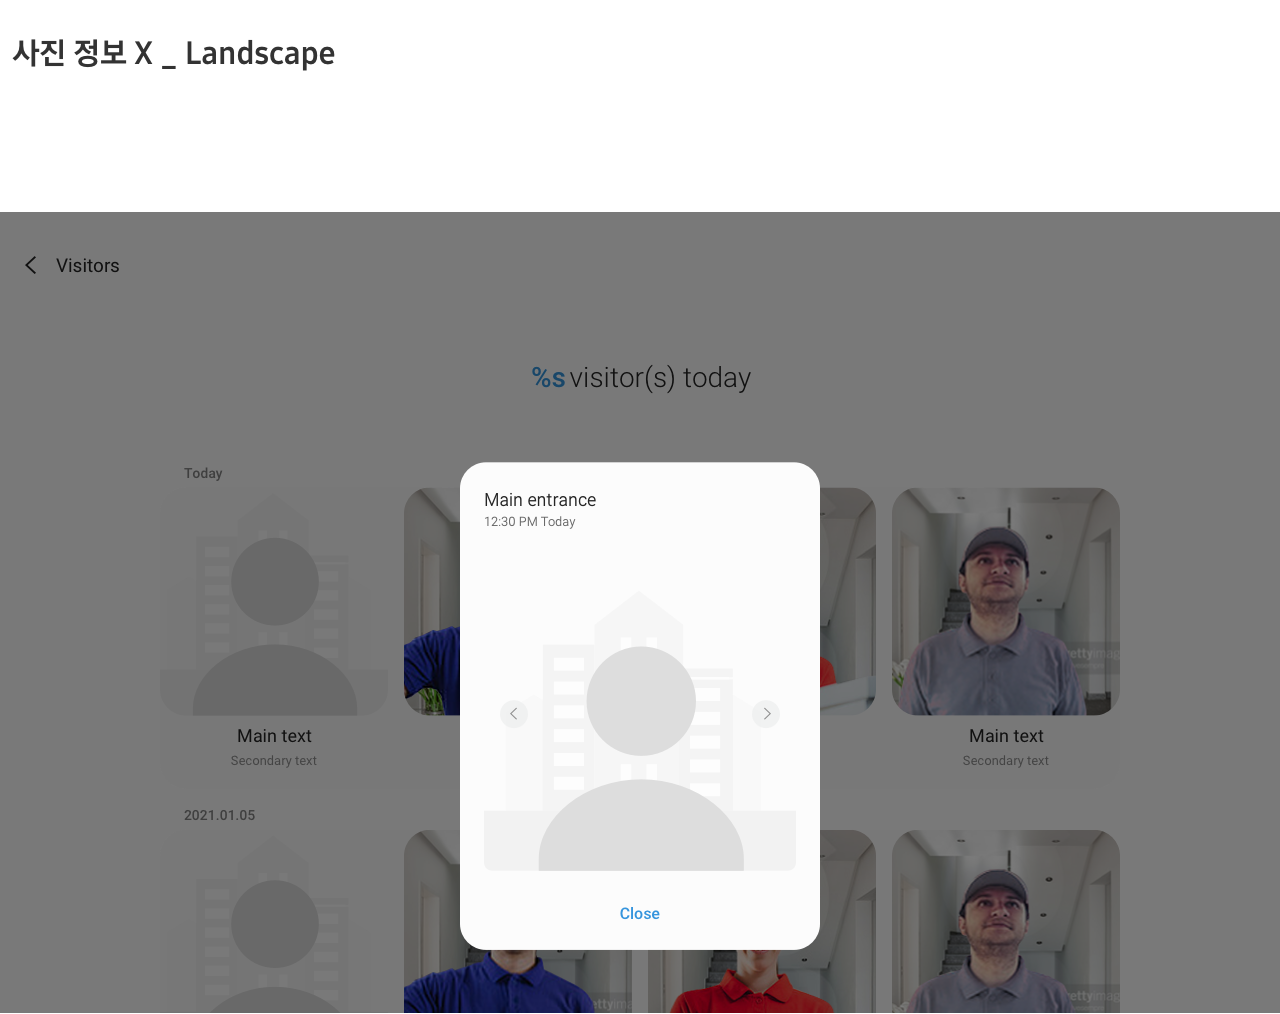 사진 정보 X _ Landscape
Visitors
%s visitor(s) today
Today
Main entrance
12:30 PM Today
Main text
Secondary text
Main text
Secondary text
2021.01.05
Close